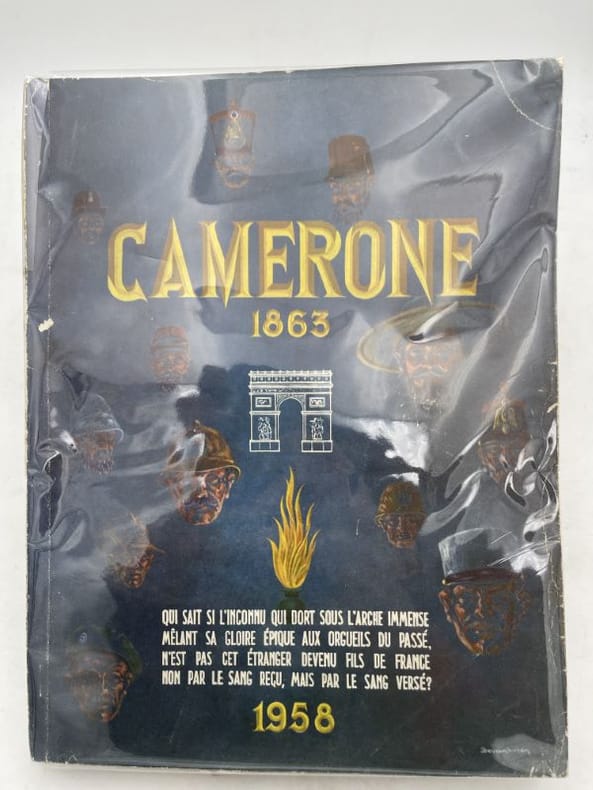 CAMERONE
1863
QUI SAIT SI L'INCONNU QUI DORT SOUS L'ARCHE IMMENSE
MÊLANT SA GLOIRE ÉPIQUE AUX ORGUEILS DU PASSÉ,
N'EST PAS CET ÉTRANGER DEVENU FILS DE FRANCE
NON PAR LE SANG REÇU, MAIS PAR LE SANG VERSÉ?
1958